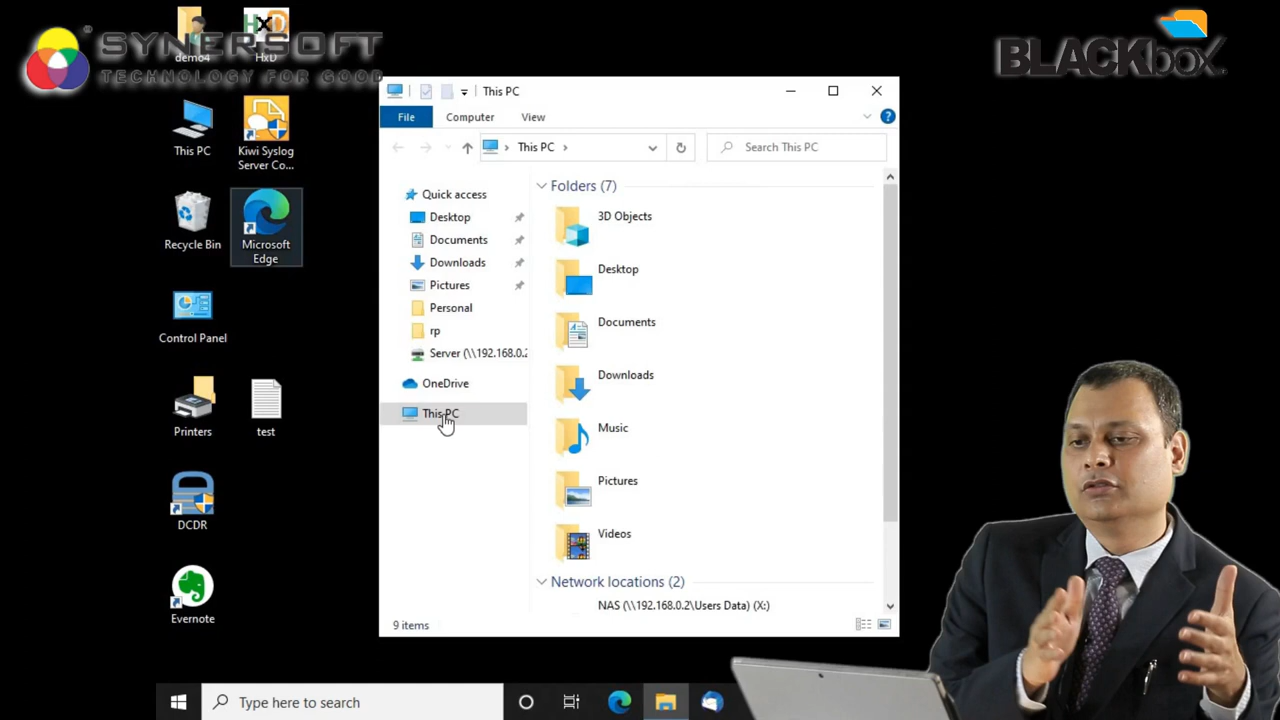 SYNERSOFT
TECHNOLOGY FOR GOOD
BLACKbox
demo4
HxD
This PC
Kiwi Syslog
Server Co...
Recycle Bin
Microsoft
Edge
Control Panel
Printers
test
DCDR
Evernote
This PC
File
Computer
View
This PC
Search This PC
Quick access
Desktop
Documents
Downloads
Pictures
Personal
rp
Server (\\192.168.0.2
OneDrive
This PC
Folders (7)
3D Objects
Desktop
Documents
Downloads
Music
Pictures
Videos
Network locations (2)
NAS (\\192.168.0.2\Users Data) (X:)
9 items
Type here to search